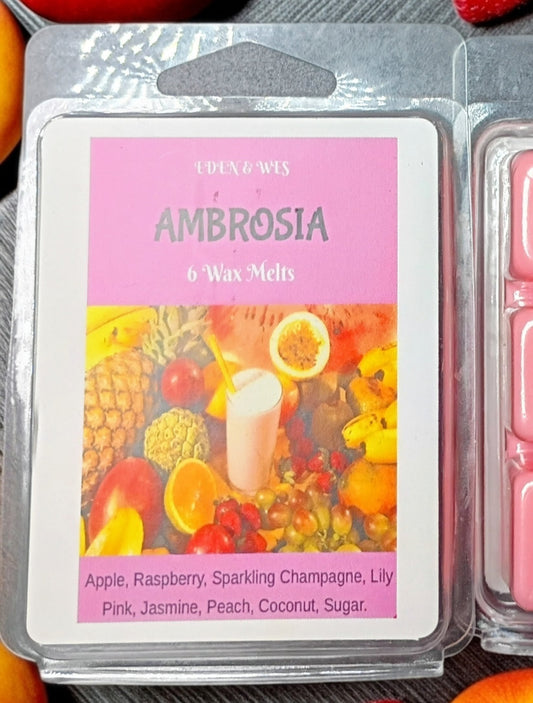 EDEN & WES
AMBROSIA
6 Wax Melts
Apple, Raspberry, Sparkling Champagne, Lily
Pink, Jasmine, Peach, Coconut, Sugar.